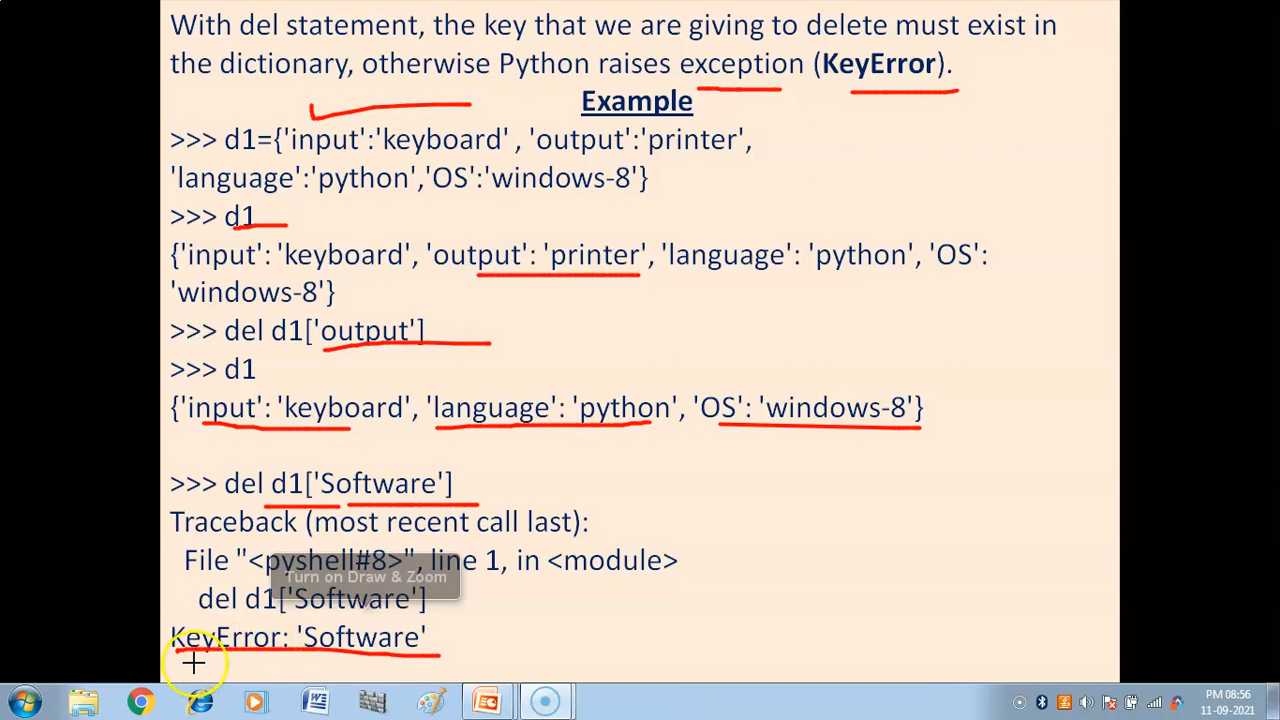 With del statement, the key that we are giving to delete must exist in
the dictionary, otherwise Python raises exception (KeyError).
Example
>>> d1={'input':'keyboard' , 'output':'printer',
'language':'python','OS':'windows-8'}
>>> d1
{'input': 'keyboard', 'output': 'printer', 'language': 'python', 'OS':
'windows-8'}
>>> del d1['output']
>>> d1
{'input': 'keyboard', 'language': 'python', 'OS': 'windows-8'}
>>> del d1['Software']
Traceback (most recent call last):
File "<pyshell#8>", line 1, in <module>
Turn on Draw & Zoom
del d1['Software']
KeyError: 'Software'
PM 08:56
11-09-2021